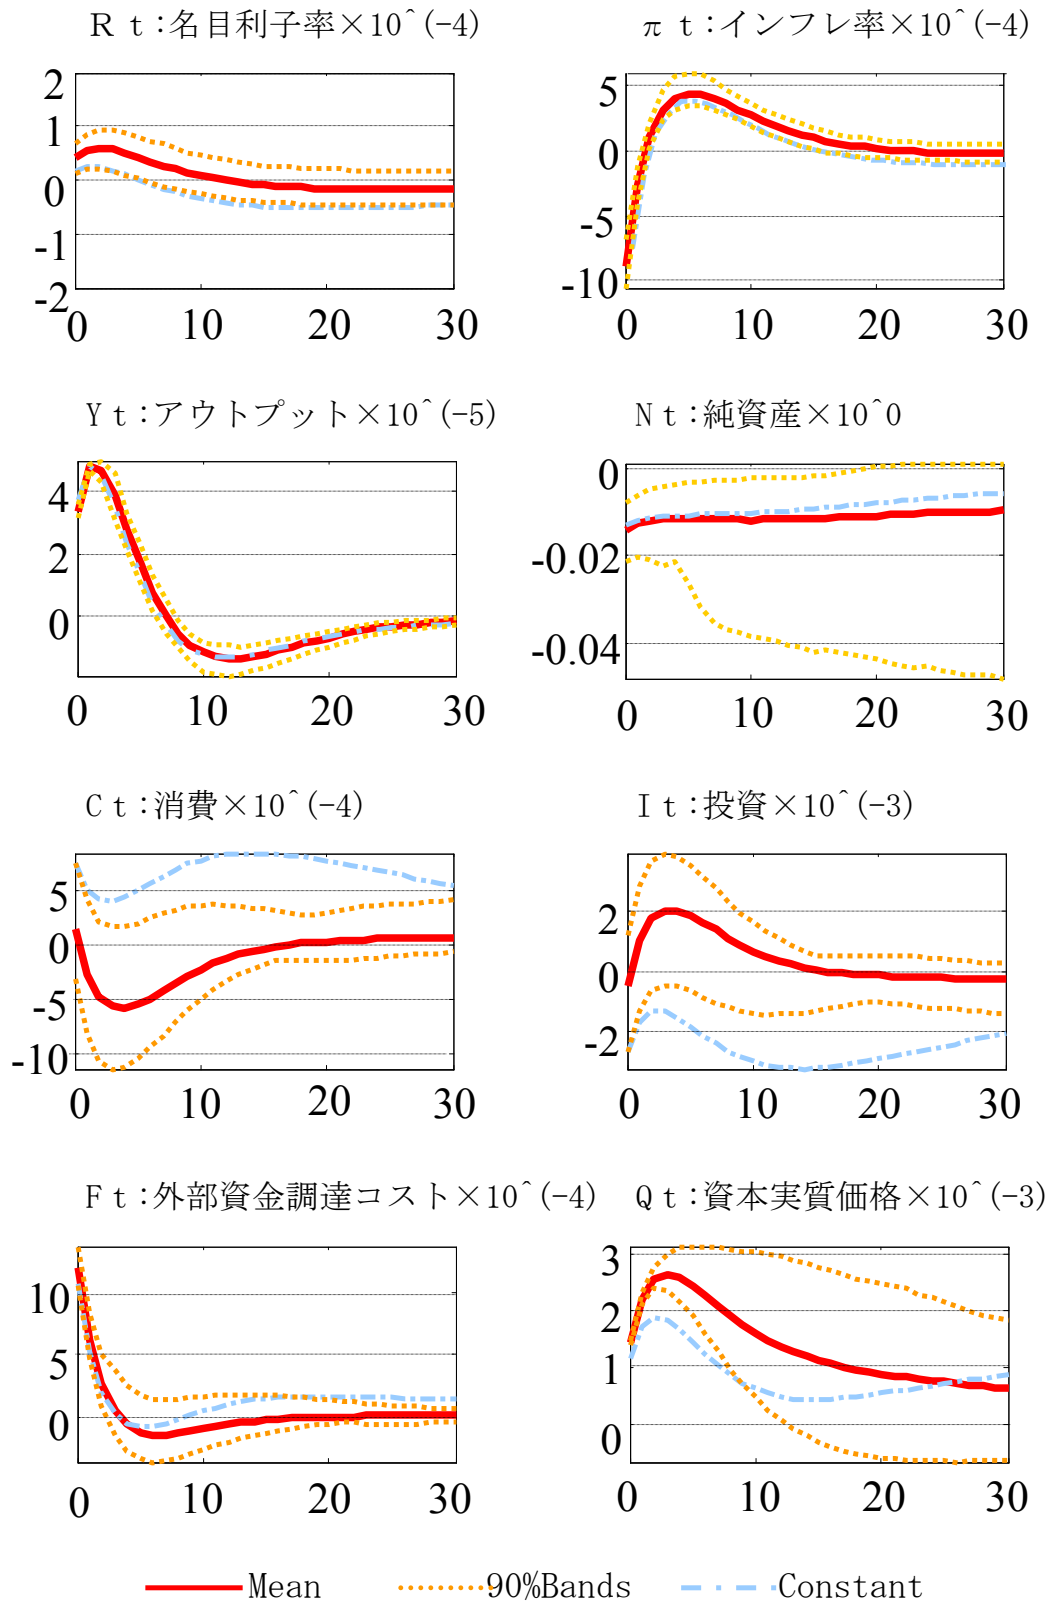 R t:名目利子率×10^(-4)
2
1
0
-1
-2
0 10 20 30
π t:インフレ率×10^(-4)
5
0
-5
-10
0 10 20 30
Y t:アウトプット×10^(-5)
4
2
0
0 10 20 30
N t:純資産×10^0
0
-0.02
-0.04
0 10 20 30
C t:消費×10^(-4)
5
0
-5
-10
0 10 20 30
I t:投資×10^(-3)
2
0
-2
0 10 20 30
F t:外部資金調達コスト×10^(-4)
10
5
0
0 10 20 30
Q t:資本実質価格×10^(-3)
3
2
1
0
0 10 20 30
Mean 90%Bands Constant